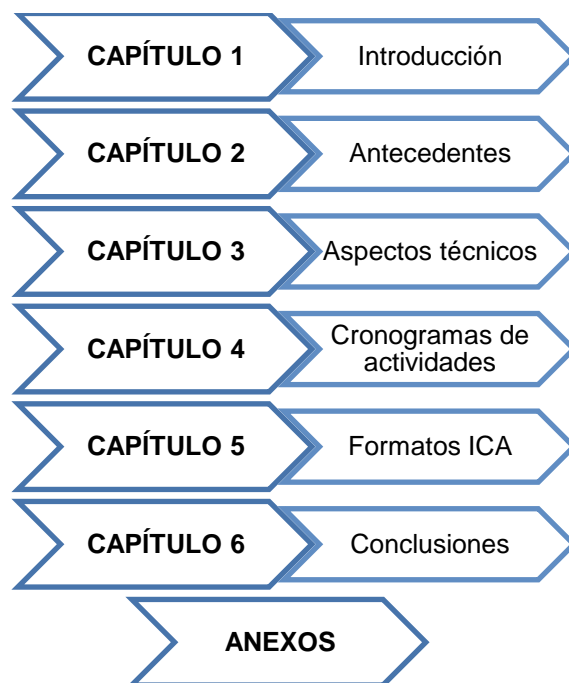 CAPÍTULO 1 Introducción
CAPÍTULO 2 Antecedentes
CAPÍTULO 3 Aspectos técnicos
CAPÍTULO 4 Cronogramas de
actividades
CAPÍTULO 5 Formatos ICA
CAPÍTULO 6 Conclusiones
ANEXOS